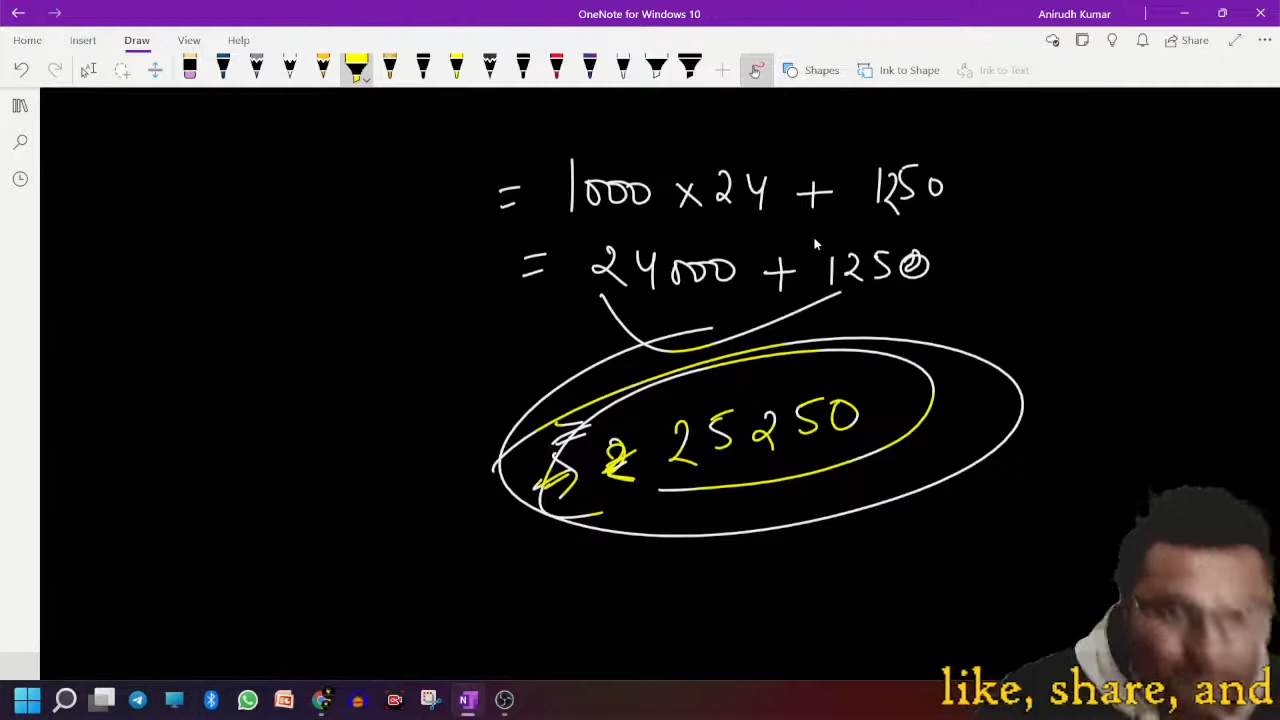 OneNote for Windows 10
Anirudh Kumar
Home Insert Draw View Help
Share
Shapes
Ink to Shape
Ink to Text
= 1000 × 24 + 1250
= 24000 + 1250
25250
like, share, and